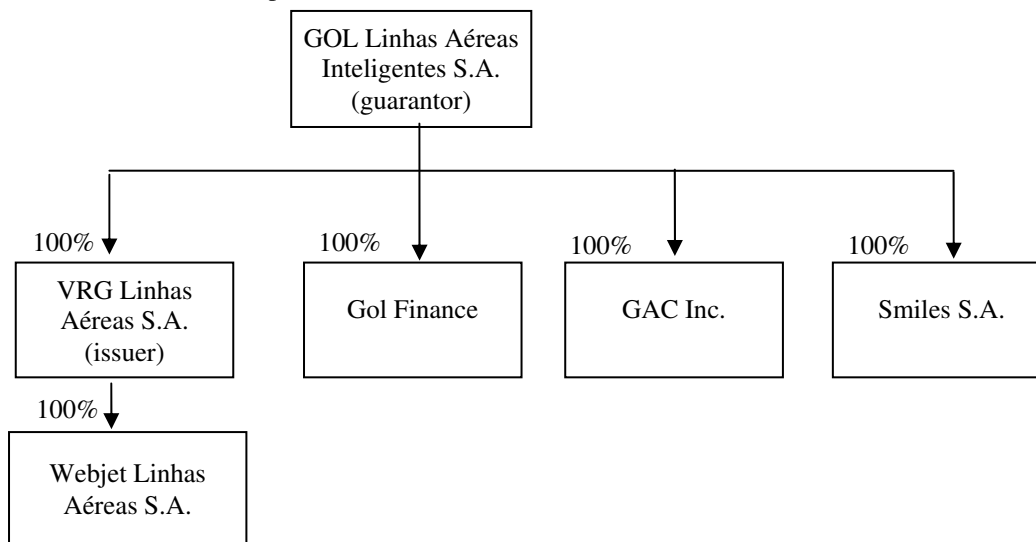 GOL Linhas Aéreas
Inteligentes S.A.
(guarantor)
100%
100%
100%
100%
VRG Linhas
Aéreas S.A.
(issuer)
Gol Finance
GAC Inc.
Smiles S.A.
100%
Webjet Linhas
Aéreas S.A.